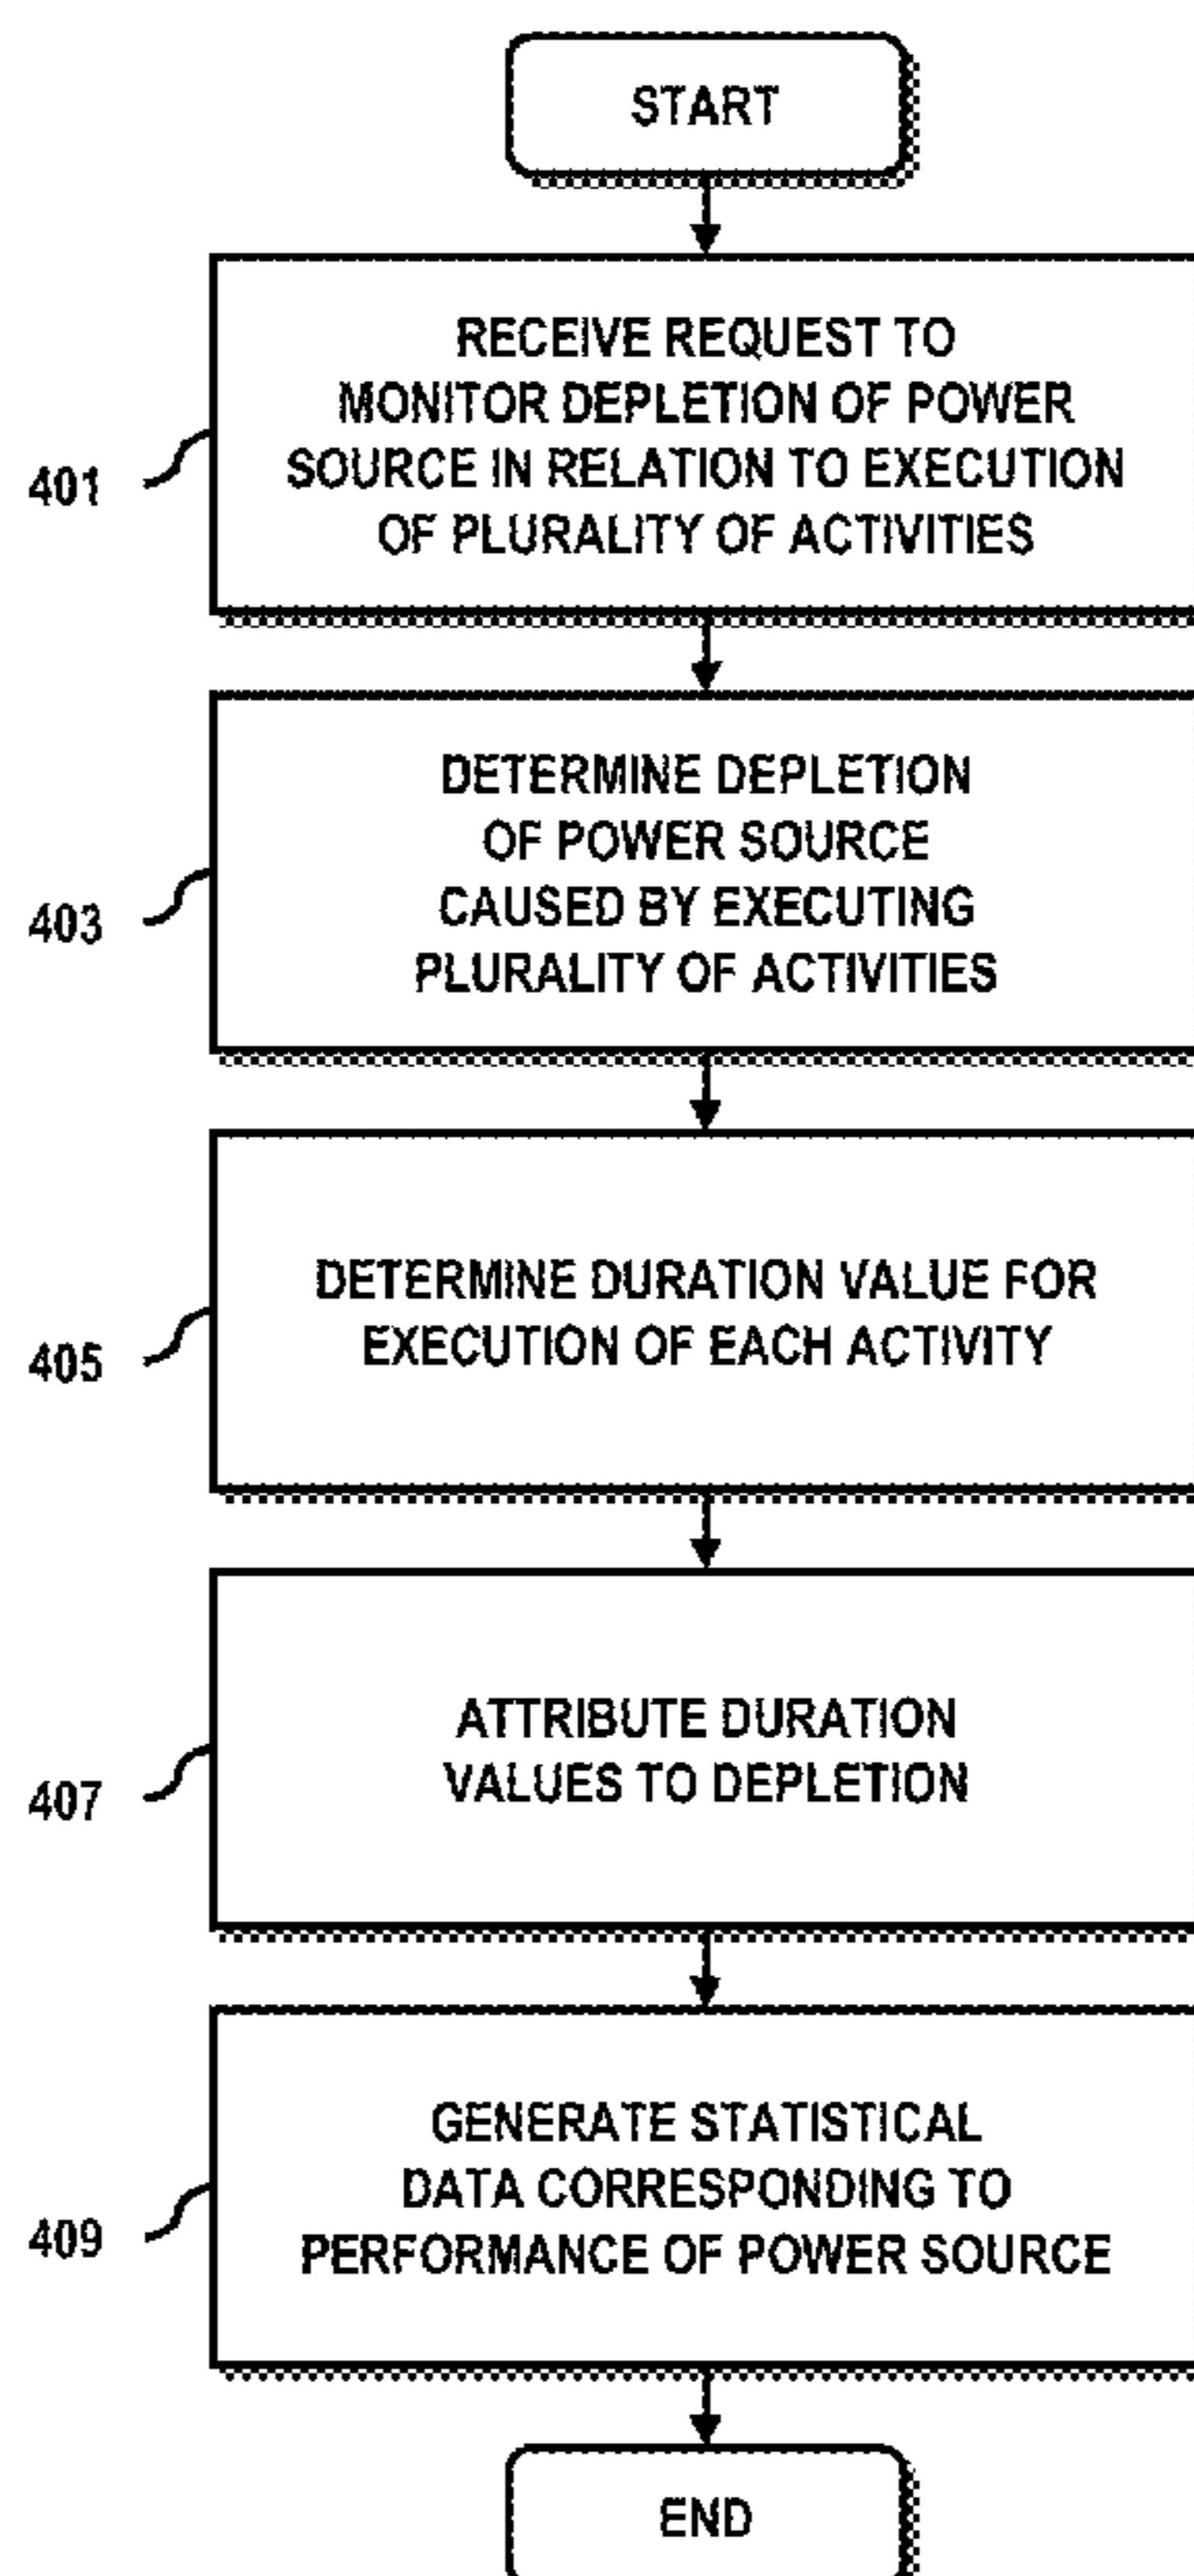 START
RECEIVE REQUEST TO
MONITOR DEPLETION OF POWER
SOURCE IN RELATION TO EXECUTION
OF PLURALITY OF ACTIVITIES
401
DETERMINE DEPLETION
OF POWER SOURCE
CAUSED BY EXECUTING
PLURALITY OF ACTIVITIES
403
DETERMINE DURATION VALUE FOR
EXECUTION OF EACH ACTIVITY
405
ATTRIBUTE DURATION
VALUES TO DEPLETION
407
GENERATE STATISTICAL
DATA CORRESPONDING TO
PERFORMANCE OF POWER SOURCE
409
END